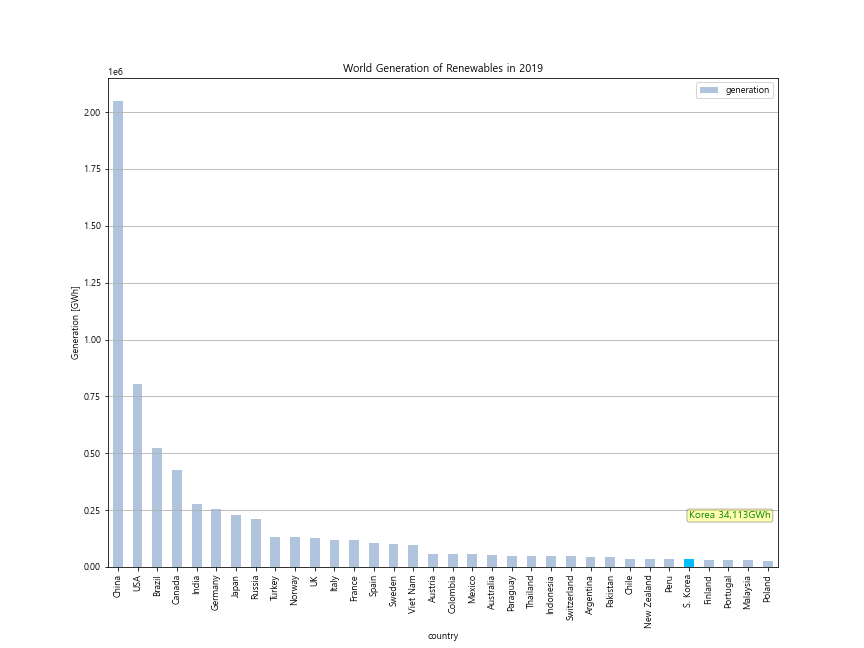 World Generation of Renewables in 2019
1e6
generation
2.00
1.75
1.50
1.25
1.00
0.75
0.50
0.25
0.00
Generation [GWh]
Korea 34,113GWh
China
USA
Brazil
Canada
India
Germany
Japan
Russia
Turkey
Norway
UK
Italy
France
Spain
Sweden
Viet Nam
Austria
Colombia
Mexico
Australia
Paraguay
Thailand
Indonesia
Switzerland
Argentina
Pakistan
Chile
New Zealand
Peru
S. Korea
Finland
Portugal
Malaysia
Poland
country